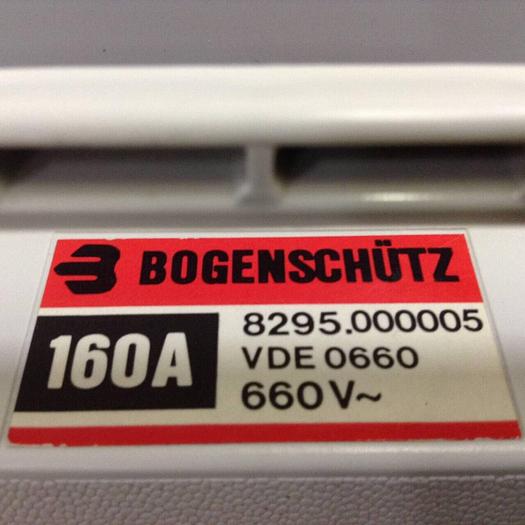 BOGENSCHÜTZ
160A
8295.000005
VDE 0660
660V~